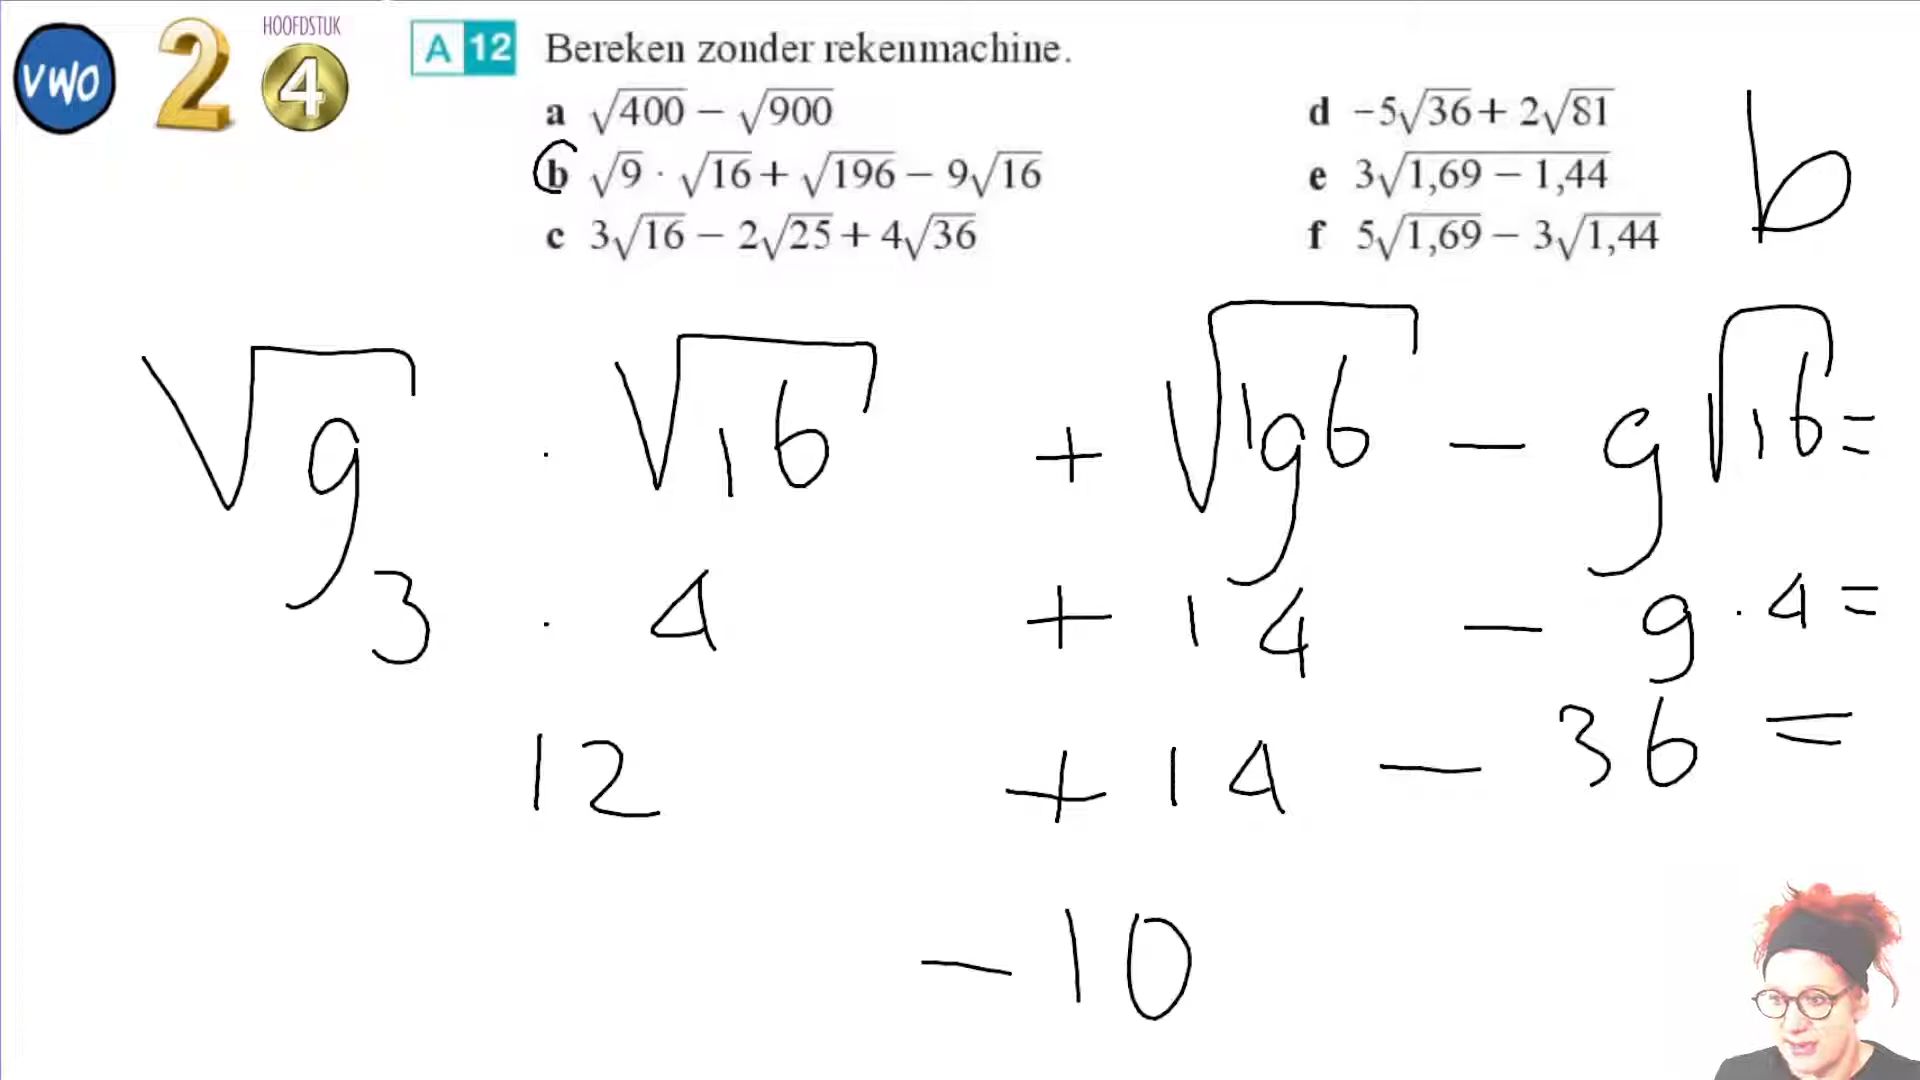 VWO 2 HOOFDSTUK 4
A 12 Bereken zonder rekenmachine.
a √400 − √900
b √9 · √16 + √196 − 9√16
c 3√16 − 2√25 + 4√36
d −5√36 + 2√81
e 3√(1,69 − 1,44)
f 5√1,69 − 3√1,44
b
√9 · √16 + √196 − 9√16 =
3 · 4 + 14 − 9 · 4 =
12 + 14 − 36 =
−10